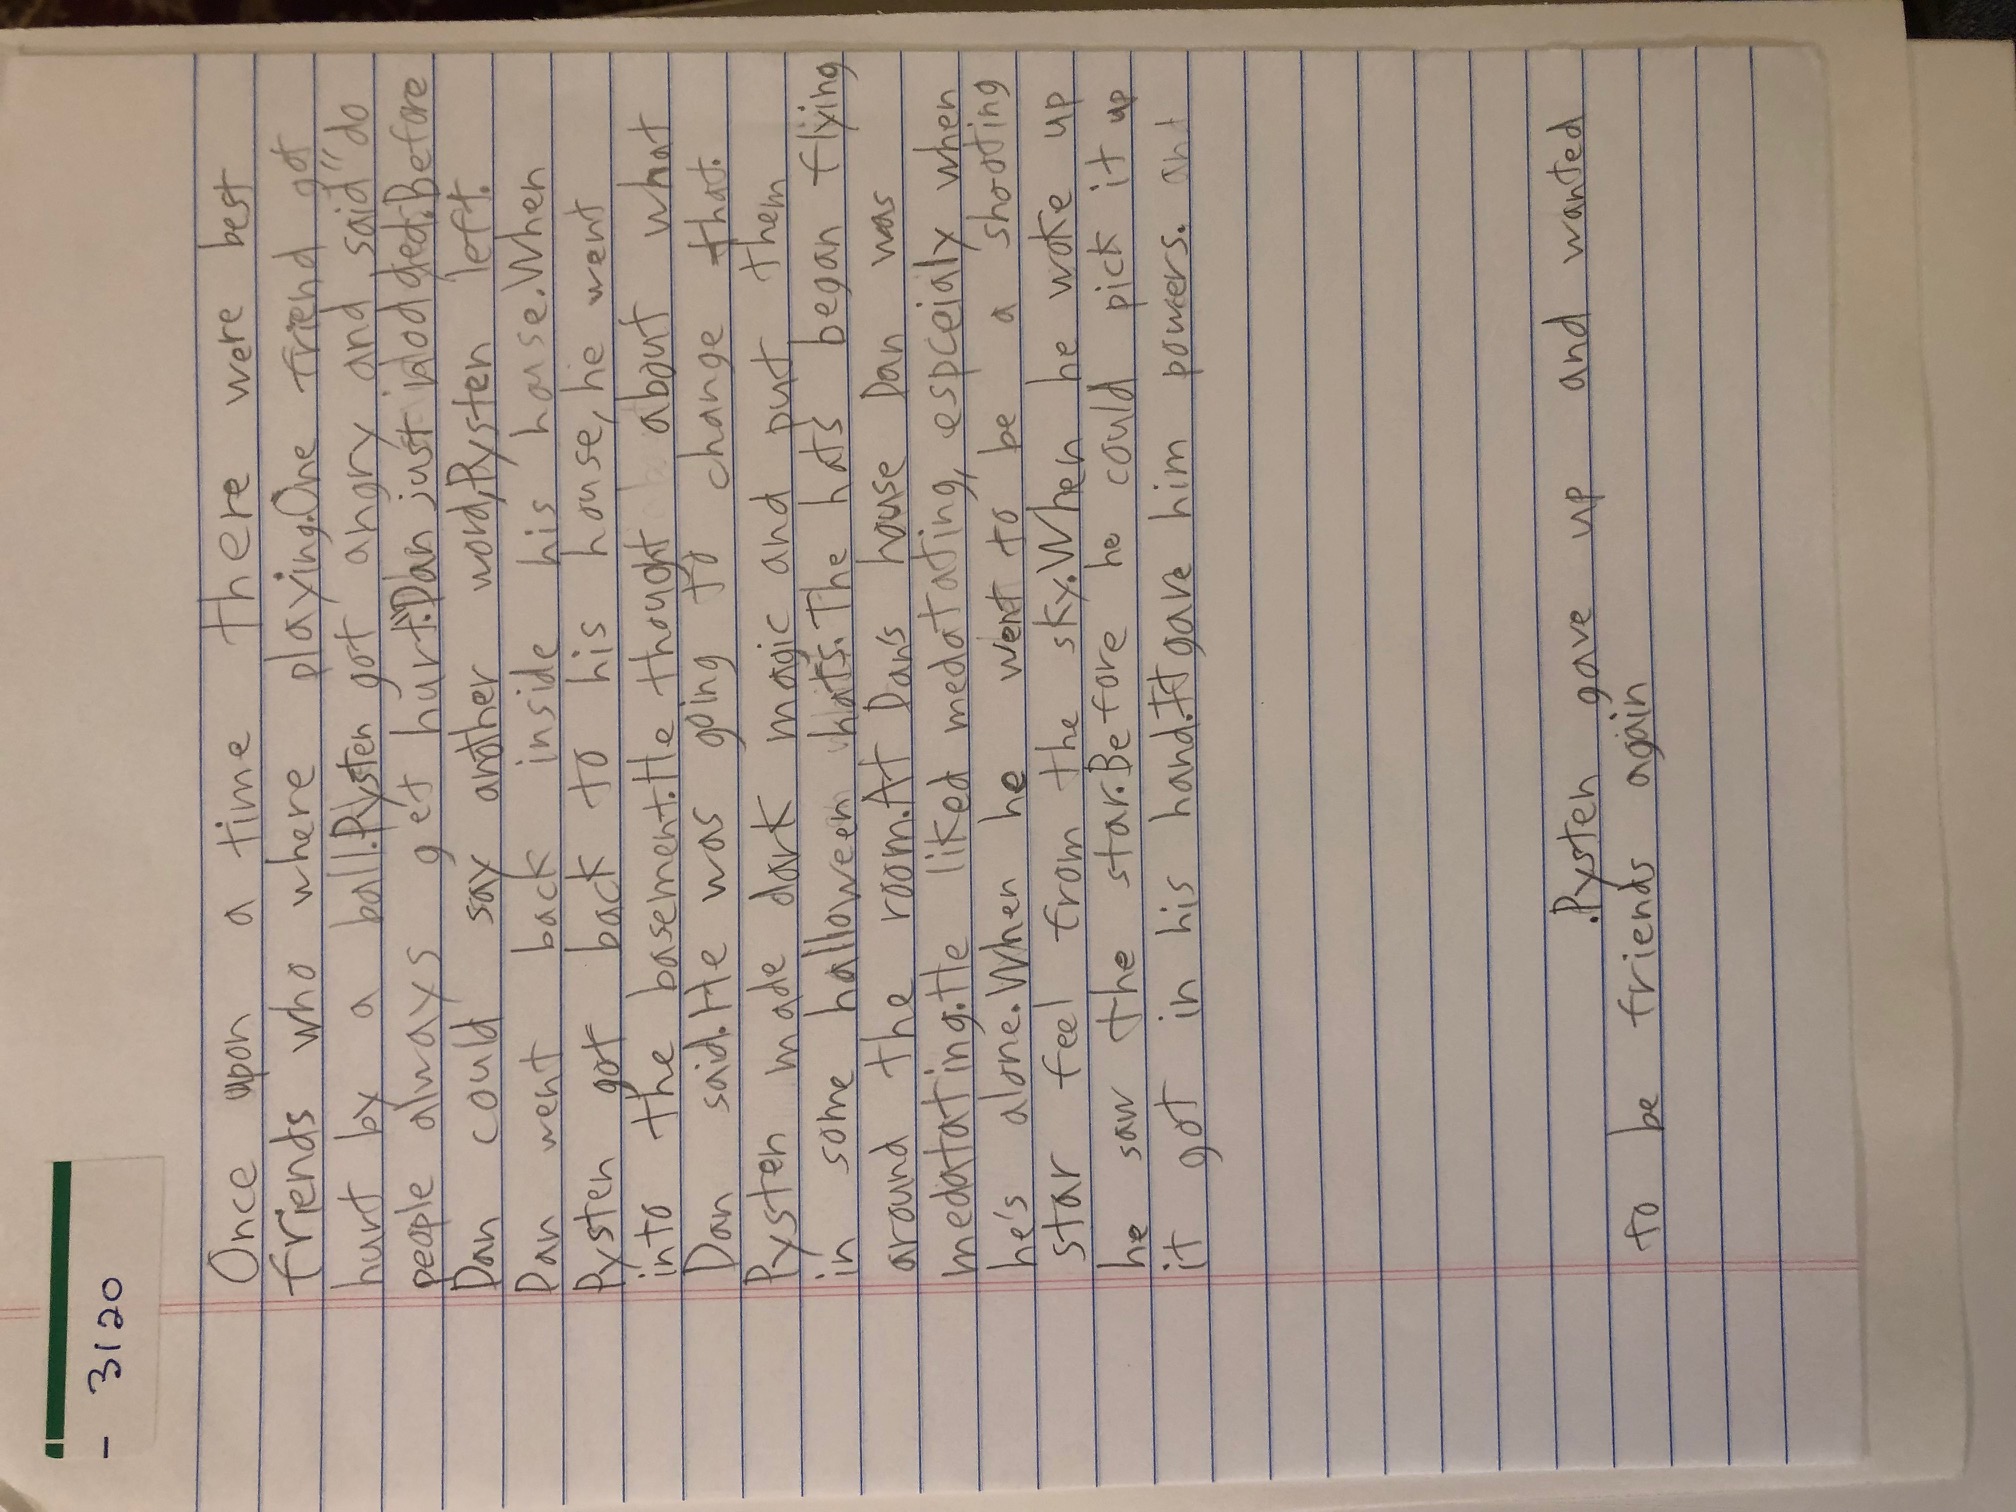 - 3120
Once upon a time there were best
friends who where playing.One friend got
hurt by a ball.Pysten got angry and said "do
people always get hurt."Dan just nodded.Before
Dan could say another word,Pysten left.
Dan went back inside his house.When
Pysten got back to his house, he went
into the basement.He thought about what
Dan said.He was going to change that.
Pysten made dark magic and put them
in some halloween hats.The hats began flying
around the room.At Dan's house Dan was
medatating.He liked medatating, espceialy when
he's alone.When he went to be a shooting
star feel from the sky.When he woke up
he saw the star.Before he could pick it up
it got in his hand.It gave him powers. and
.Pysten gave up and wanted
to be friends again